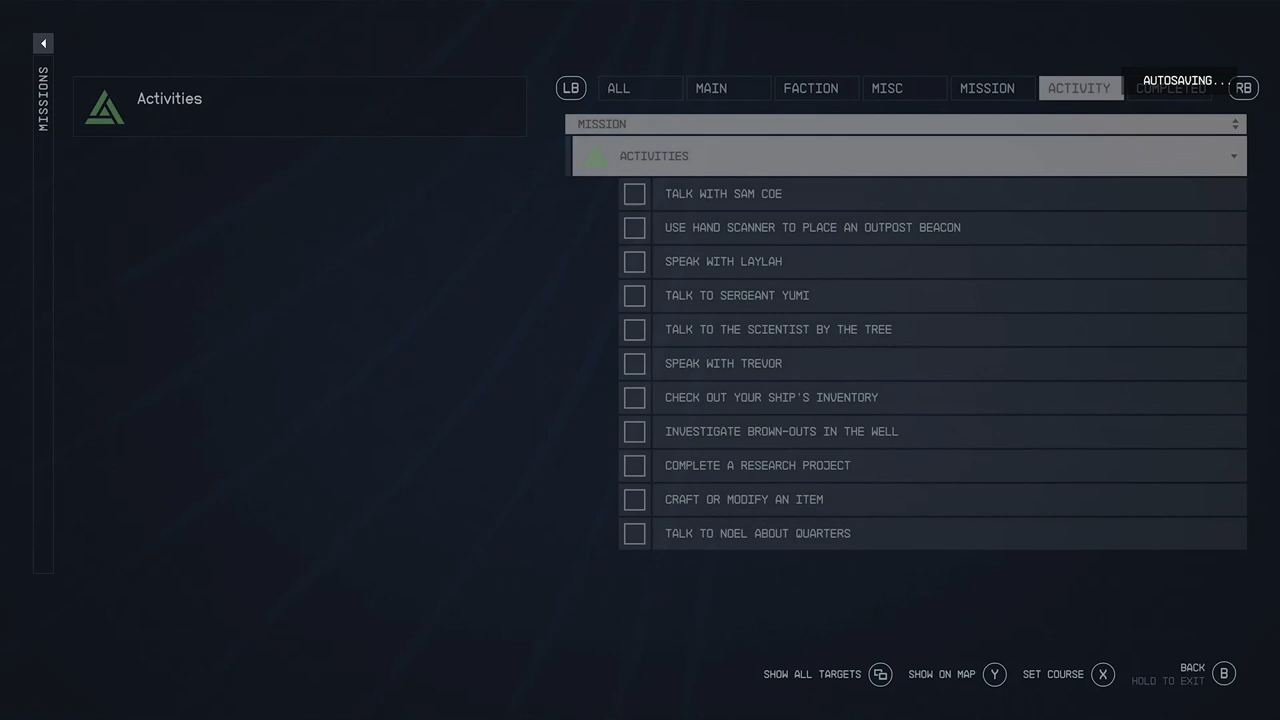 MISSIONS
Activities
LB ALL MAIN FACTION MISC MISSION ACTIVITY COMPLETED RB
AUTOSAVING...
MISSION
ACTIVITIES
TALK WITH SAM COE
USE HAND SCANNER TO PLACE AN OUTPOST BEACON
SPEAK WITH LAYLAH
TALK TO SERGEANT YUMI
TALK TO THE SCIENTIST BY THE TREE
SPEAK WITH TREVOR
CHECK OUT YOUR SHIP'S INVENTORY
INVESTIGATE BROWN-OUTS IN THE WELL
COMPLETE A RESEARCH PROJECT
CRAFT OR MODIFY AN ITEM
TALK TO NOEL ABOUT QUARTERS
SHOW ALL TARGETS SHOW ON MAP Y SET COURSE X BACK B
HOLD TO EXIT